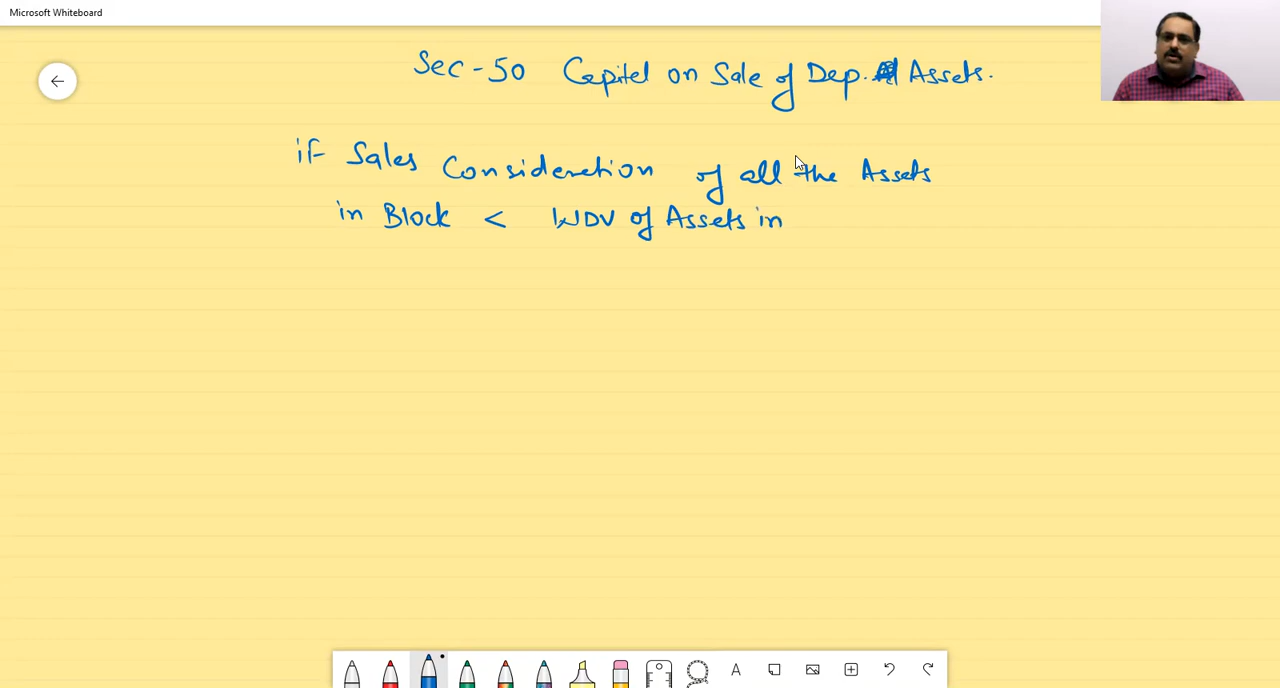 Microsoft Whiteboard
Sec-50 Capitel on Sale of Dep. Assets.
if Sales Consideration of all the Assets
in Block < WDV of Assets in
A